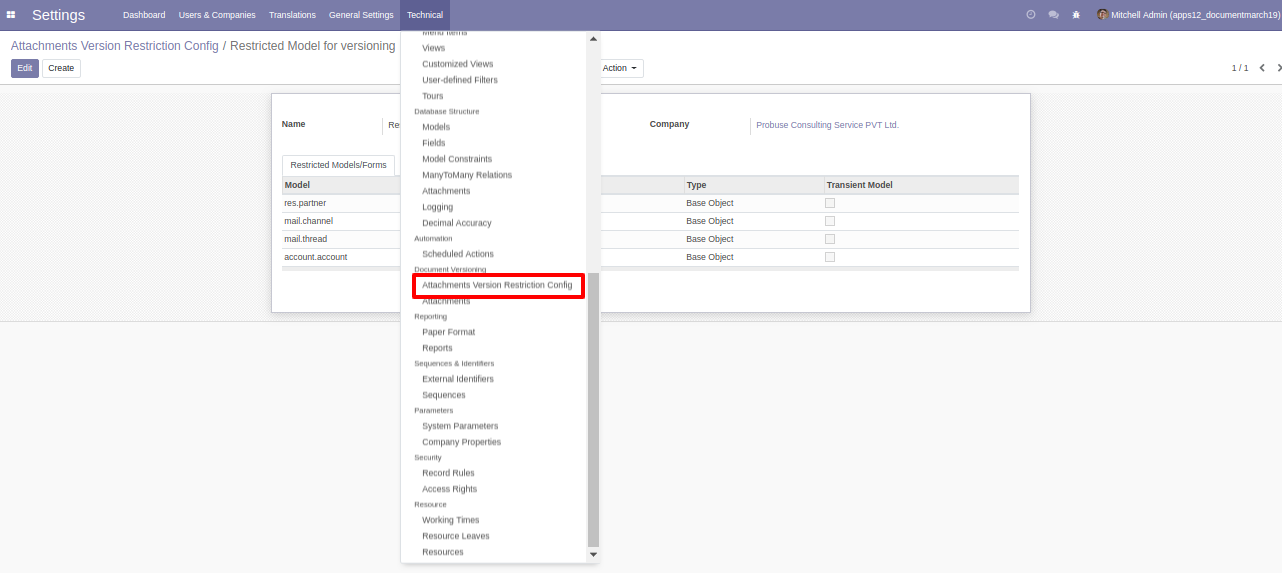 Settings Dashboard Users & Companies Translations General Settings Technical Mitchell Admin (apps12_documentmarch19)
Attachments Version Restriction Config / Restricted Model for versioning
Edit Create Action 1 / 1
Menu Items
Views
Customized Views
User-defined Filters
Tours
Database Structure
Models
Fields
Model Constraints
ManyToMany Relations
Attachments
Logging
Decimal Accuracy
Automation
Scheduled Actions
Document Versioning
Attachments Version Restriction Config
Attachments
Reporting
Paper Format
Reports
Sequences & Identifiers
External Identifiers
Sequences
Parameters
System Parameters
Company Properties
Security
Record Rules
Access Rights
Resource
Working Times
Resource Leaves
Resources
Name Re Company Probuse Consulting Service PVT Ltd.
Restricted Models/Forms
Model Type Transient Model
res.partner Base Object
mail.channel Base Object
mail.thread Base Object
account.account Base Object